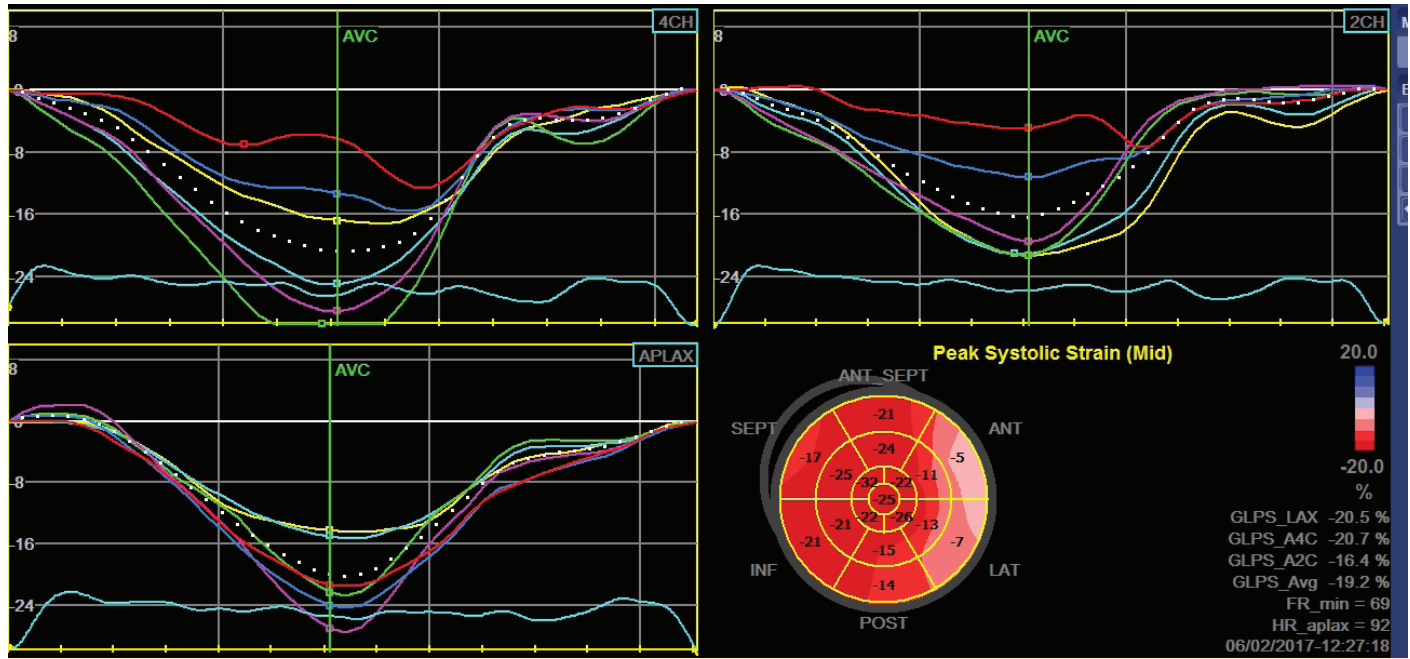 4CH
8
AVC
0
-8
-16
-24
2CH
8
AVC
0
-8
-16
-24
APLAX
8
AVC
0
-8
-16
-24
Peak Systolic Strain (Mid)
20.0
-20.0
%
ANT_SEPT
SEPT
ANT
INF
LAT
POST
-21
-17
-24
-5
-25
-32
-22
-11
-25
-21
-22
-26
-13
-21
-15
-7
-14
GLPS_LAX -20.5 %
GLPS_A4C -20.7 %
GLPS_A2C -16.4 %
GLPS_Avg -19.2 %
FR_min = 69
HR_aplax = 92
06/02/2017-12:27:18